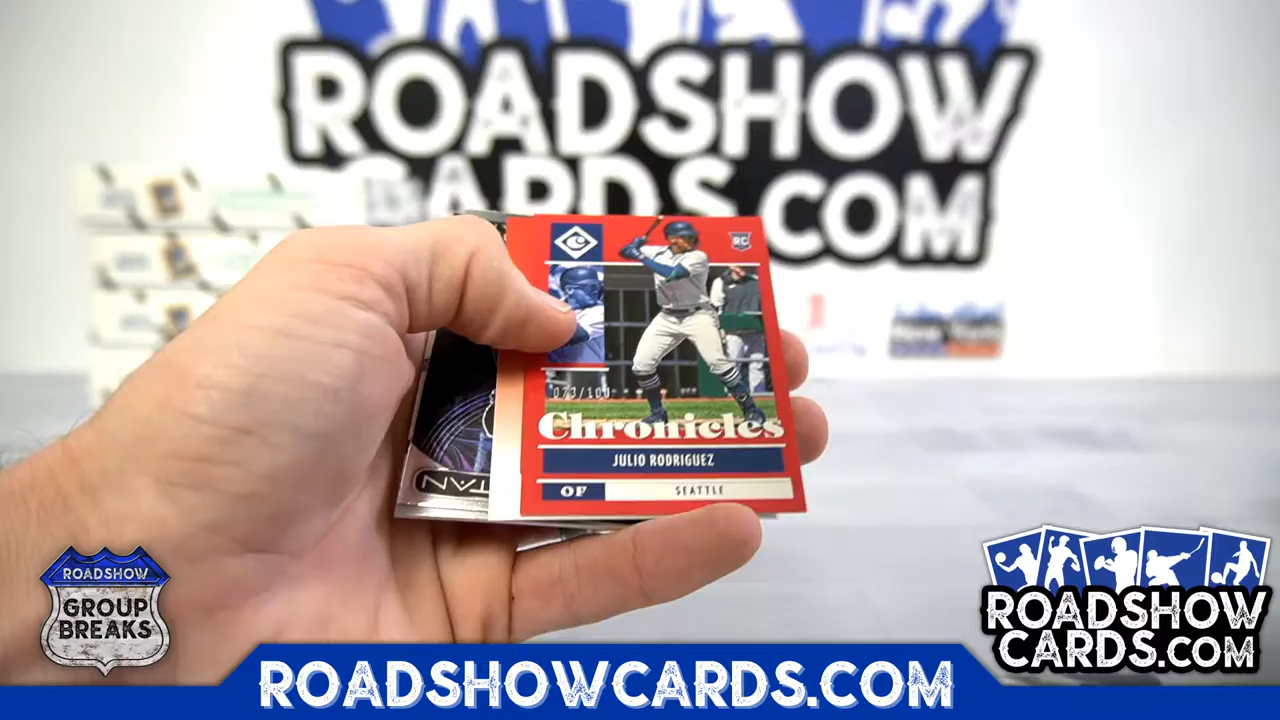 ROADSHOW
CARDS.COM
RC
073/100
Chronicles
JULIO RODRIGUEZ
OF
SEATTLE
TAN
ROADSHOW
GROUP
BREAKS
ROADSHOW
CARDS.COM
ROADSHOWCARDS.COM